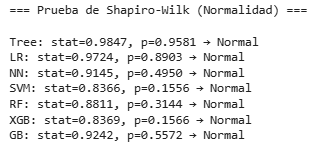 === Prueba de Shapiro-Wilk (Normalidad) ===
Tree: stat=0.9847, p=0.9581 → Normal
LR: stat=0.9724, p=0.8903 → Normal
NN: stat=0.9145, p=0.4950 → Normal
SVM: stat=0.8366, p=0.1556 → Normal
RF: stat=0.8811, p=0.3144 → Normal
XGB: stat=0.8369, p=0.1566 → Normal
GB: stat=0.9242, p=0.5572 → Normal